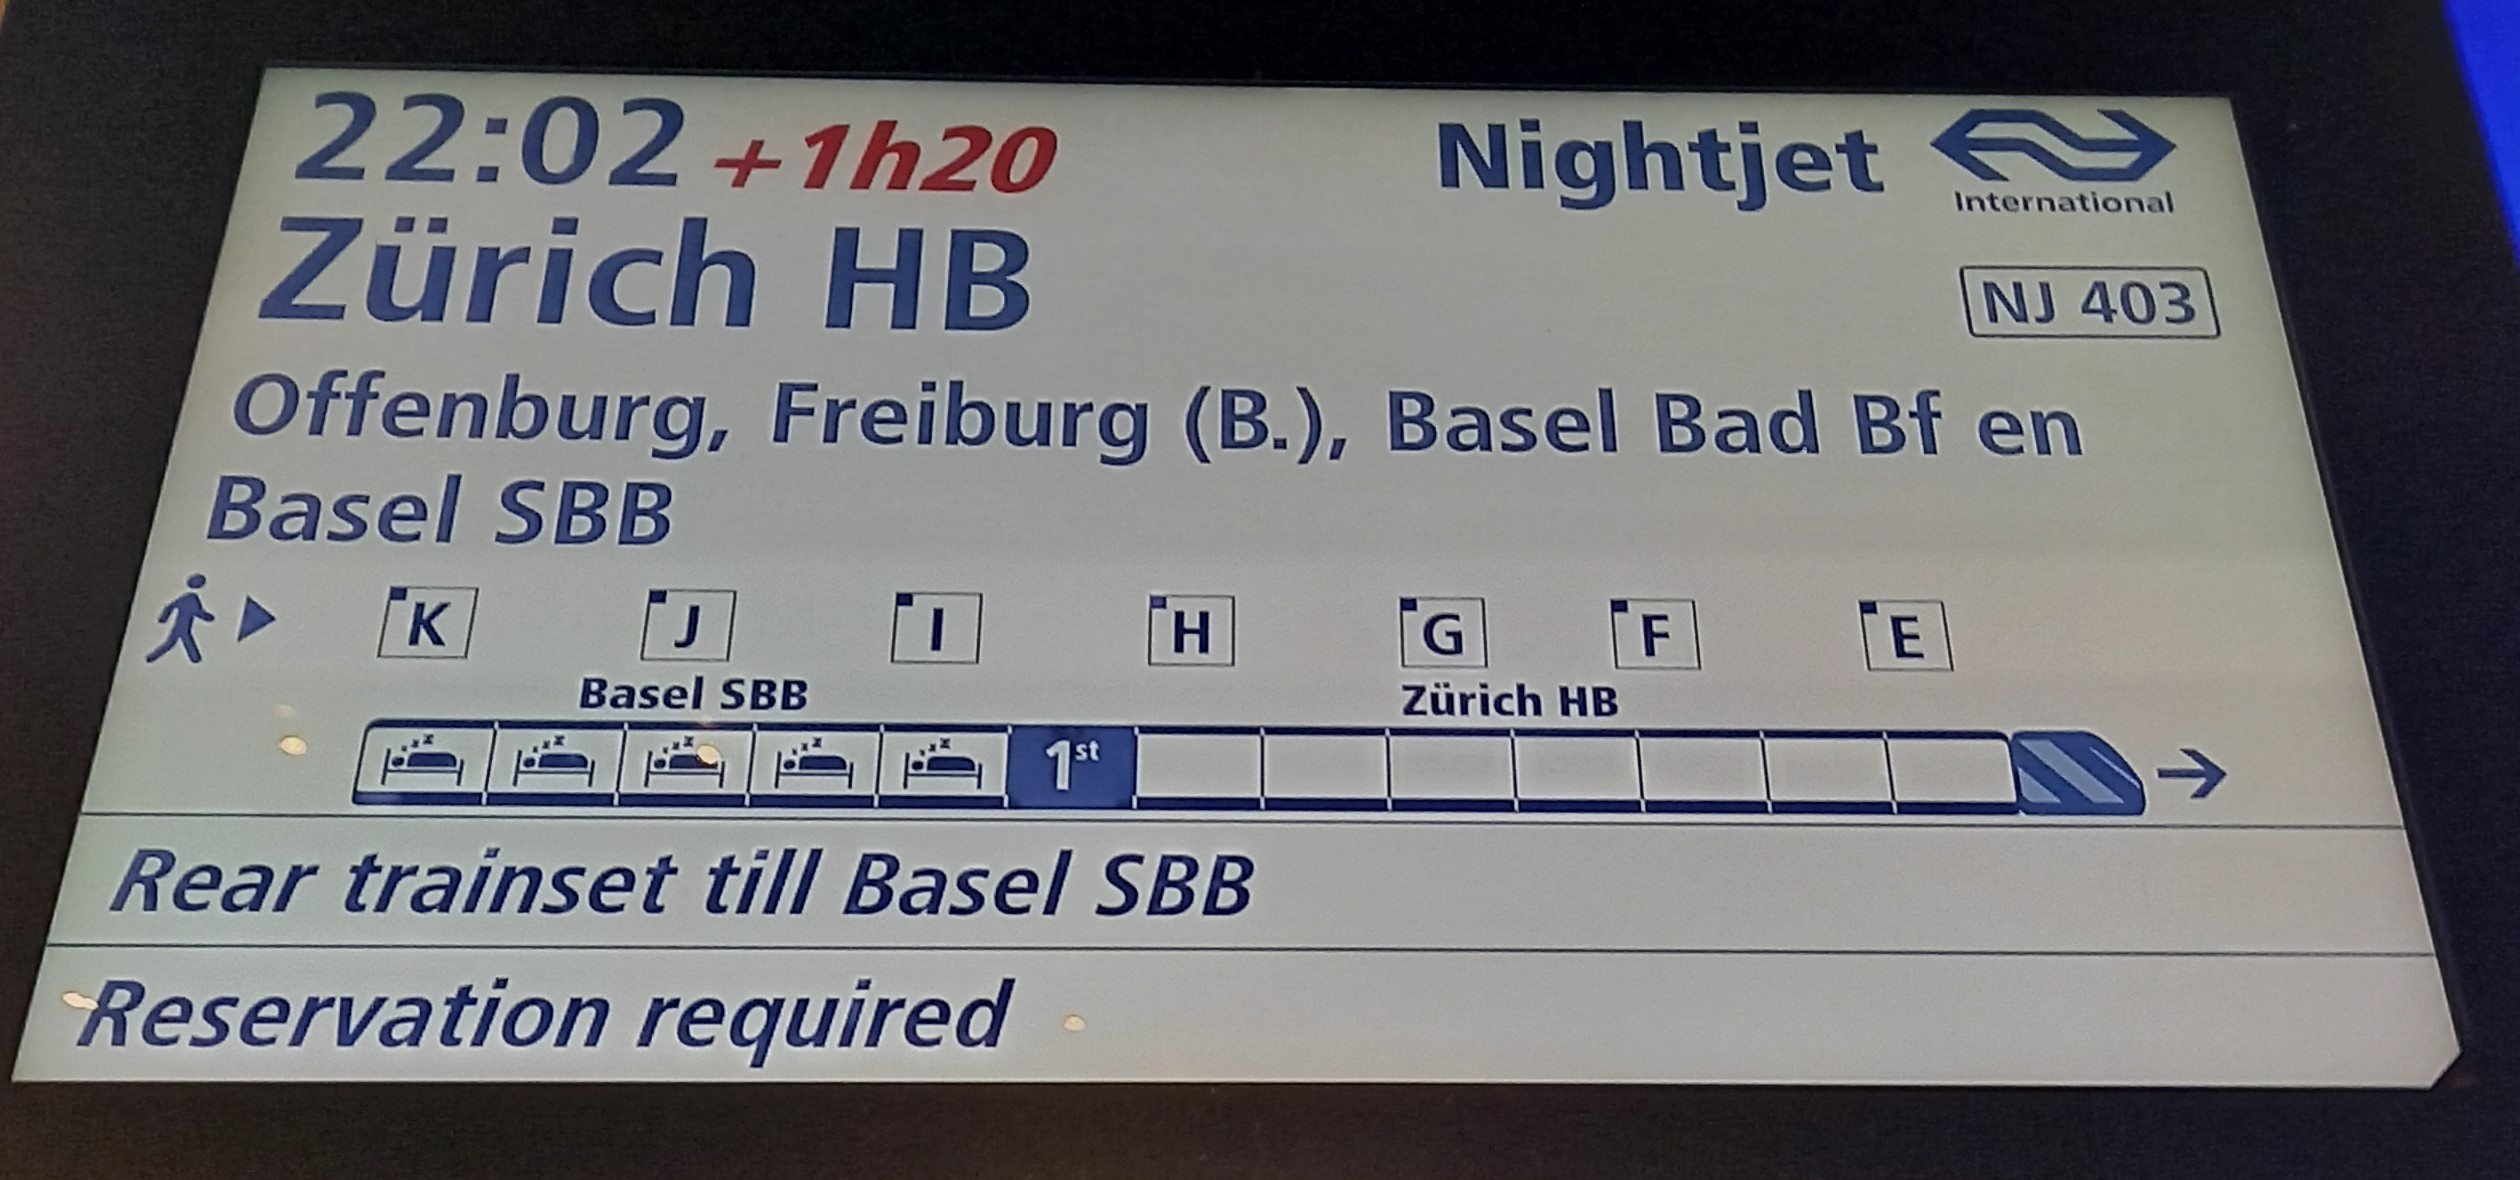 22:02 +1h20 Nightjet
International
Zürich HB
NJ 403
Offenburg, Freiburg (B.), Basel Bad Bf en
Basel SBB
K J I H G F E
Basel SBB Zürich HB
1st
Rear trainset till Basel SBB
Reservation required